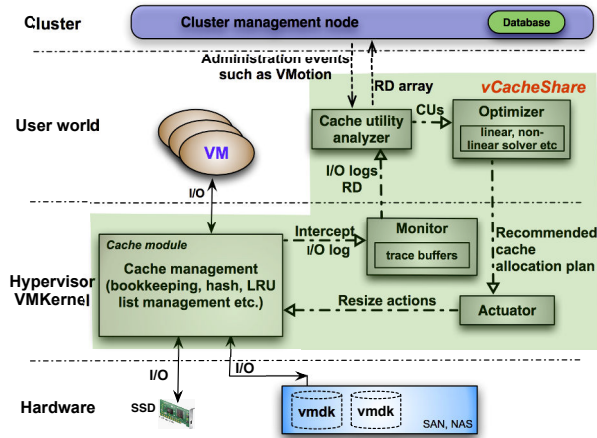 Cluster
Cluster management node
Database
Administration events
such as VMotion
RD array
vCacheShare
User world
VM
Cache utility
analyzer
CUs
Optimizer
linear, non-
linear solver etc
I/O
I/O logs
RD
Hypervisor
VMKernel
Cache module
Cache management
(bookkeeping, hash, LRU
list management etc.)
Intercept
I/O log
Monitor
trace buffers
Recommended
cache
allocation plan
Resize actions
Actuator
I/O
I/O
Hardware
SSD
vmdk
vmdk
SAN, NAS